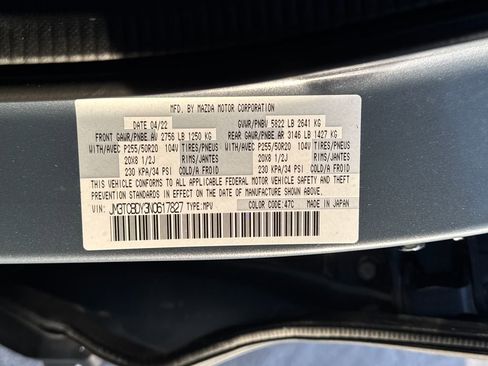 MFD. BY MAZDA MOTOR CORPORATION
DATE 04/22 GVWR/PNBV 5822 LB 2641 KG
FRONT GAWR/PNBE AV 2756 LB 1250 KG REAR GAWR/PNBE AR 3146 LB 1427 KG
WITH/AVEC P255/50R20 104V TIRES/PNEUS WITH/AVEC P255/50R20 104V TIRES/PNEUS
20X8 1/2J RIMS/JANTES 20X8 1/2J RIMS/JANTES
230 KPA/34 PSI COLD/A FROID 230 KPA/34 PSI COLD/A FROID
THIS VEHICLE CONFORMS TO ALL APPLICABLE FEDERAL MOTOR VEHICLE SAFETY AND THEFT
PREVENTION STANDARDS IN EFFECT ON THE DATE OF MANUFACTURE SHOWN ABOVE.
VIN: JM3TCBDY3N0617827 TYPE:MPV COLOR CODE:47C MADE IN JAPAN